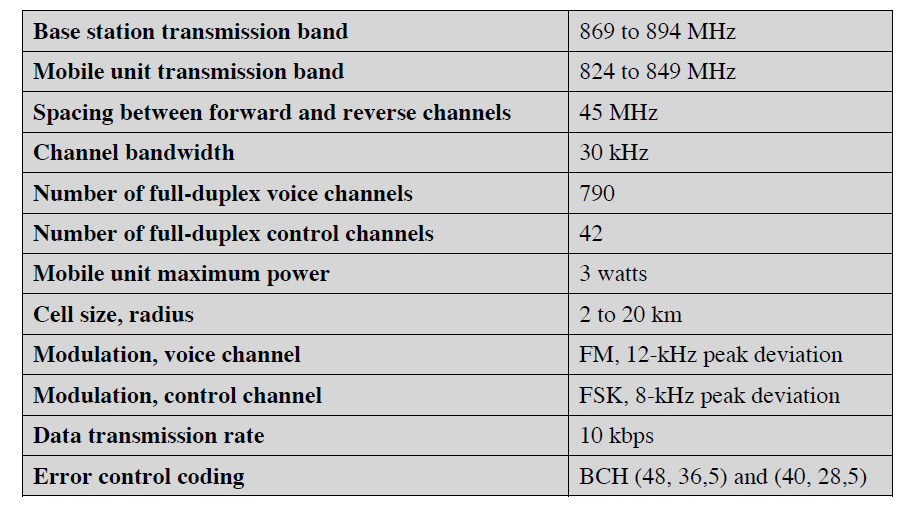 Base station transmission band 869 to 894 MHz
Mobile unit transmission band 824 to 849 MHz
Spacing between forward and reverse channels 45 MHz
Channel bandwidth 30 kHz
Number of full-duplex voice channels 790
Number of full-duplex control channels 42
Mobile unit maximum power 3 watts
Cell size, radius 2 to 20 km
Modulation, voice channel FM, 12-kHz peak deviation
Modulation, control channel FSK, 8-kHz peak deviation
Data transmission rate 10 kbps
Error control coding BCH (48, 36,5) and (40, 28,5)